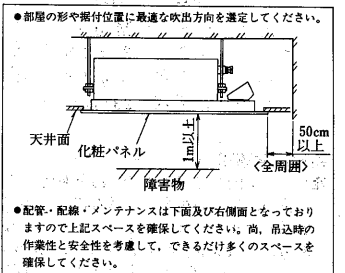 ●部屋の形や据付位置に最適な吹出方向を選定してください。
天井面
化粧パネル
1m以上
50cm
以上
〈全周囲〉
障害物
●配管・配線・メンテナンスは下面及び右側面となっており
ますので上記スペースを確保してください。尚、吊込時の
作業性と安全性を考慮して、できるだけ多くのスペースを
確保してください。